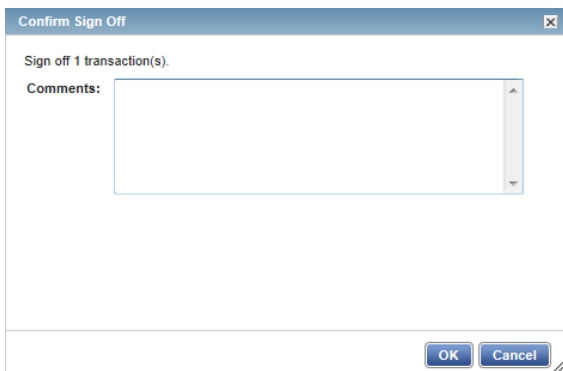 Confirm Sign Off
Sign off 1 transaction(s).
Comments:
OK Cancel